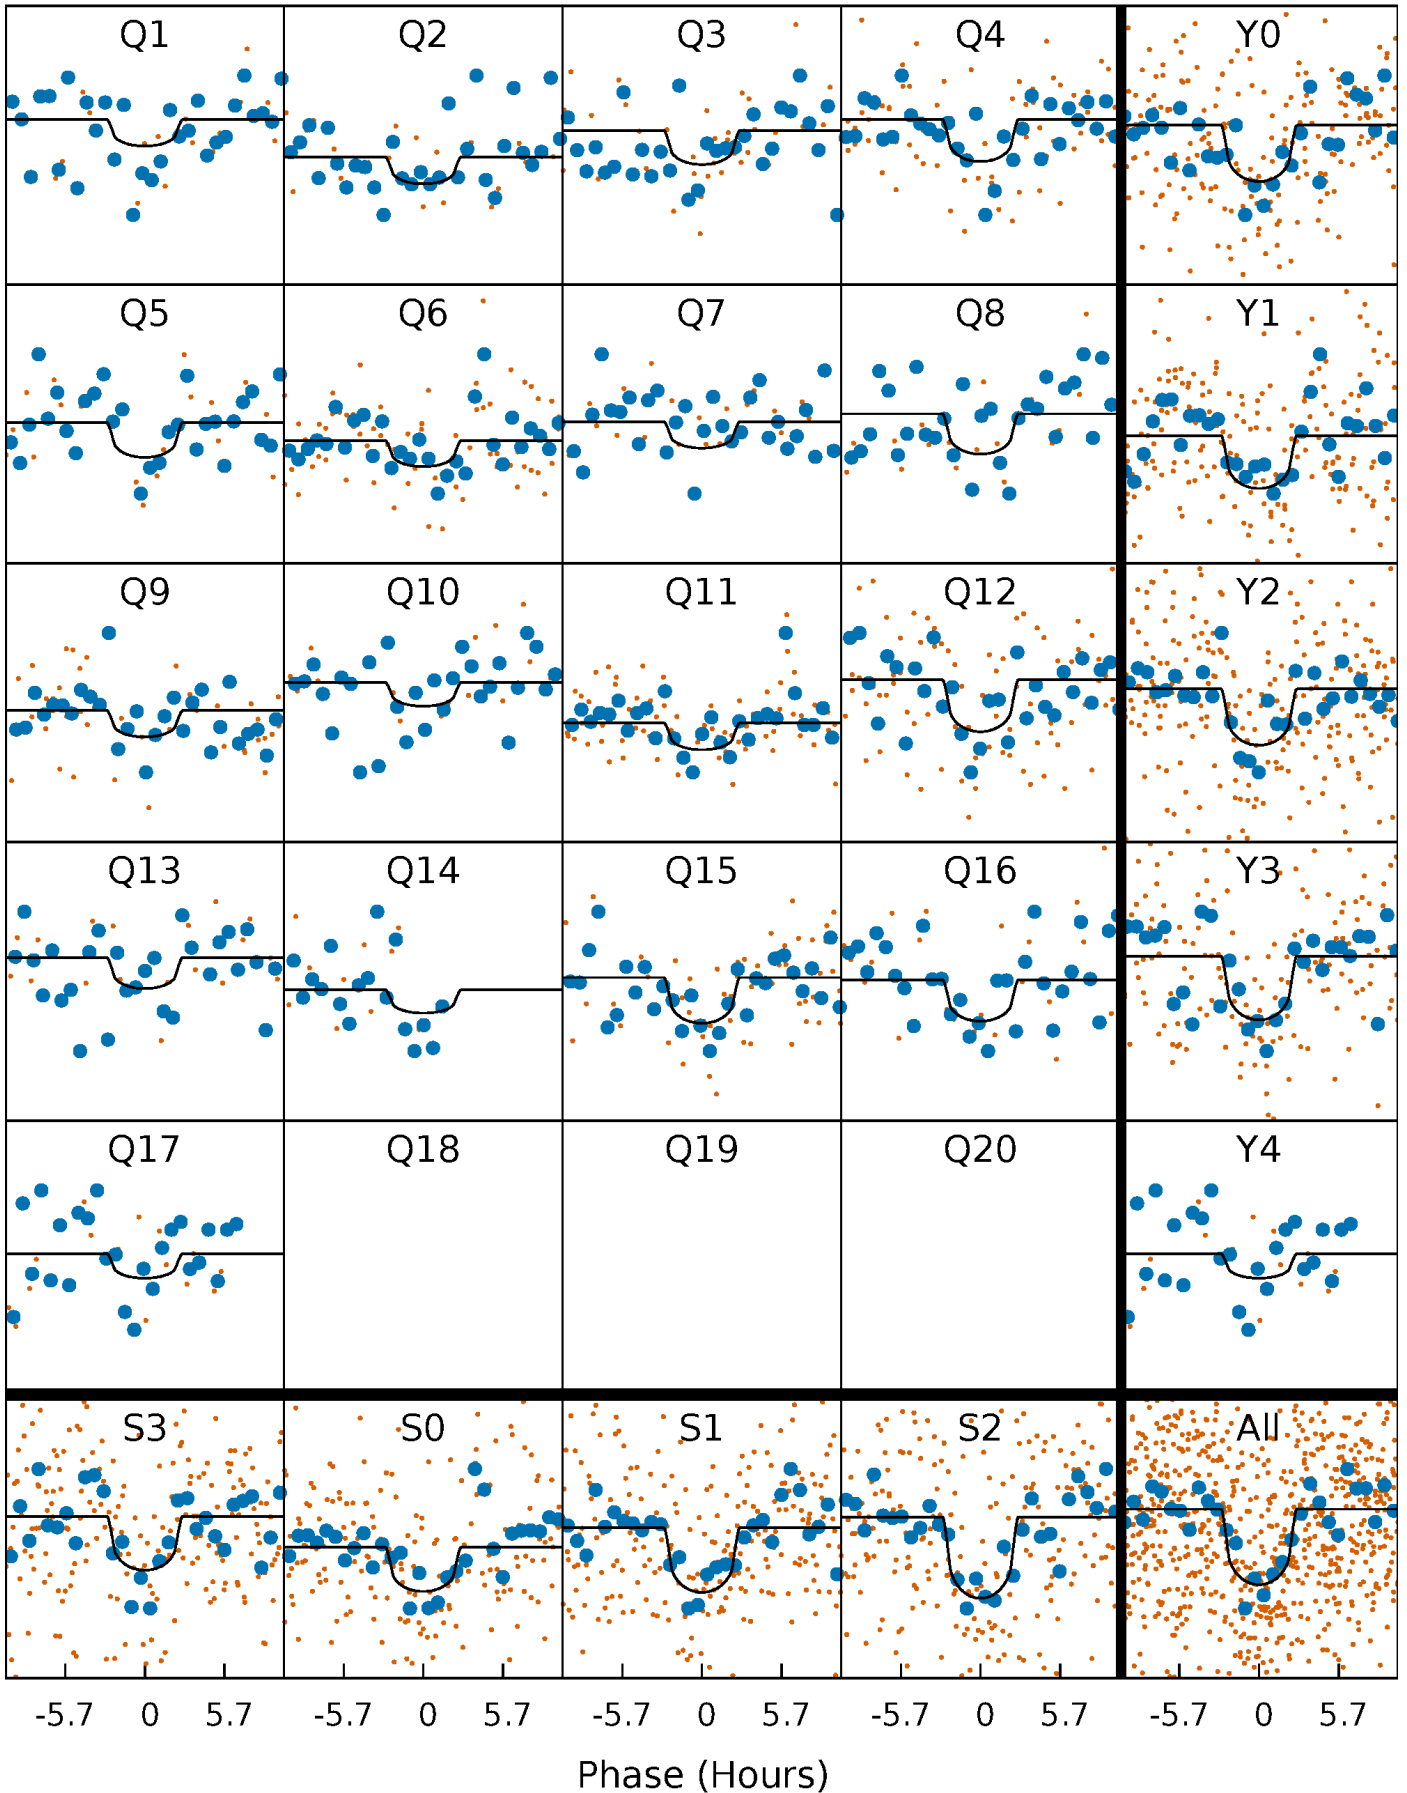 Q1 Q2 Q3 Q4 Y0
Q5 Q6 Q7 Q8 Y1
Q9 Q10 Q11 Q12 Y2
Q13 Q14 Q15 Q16 Y3
Q17 Q18 Q19 Q20 Y4
S3 S0 S1 S2 All
-5.7 0 5.7 -5.7 0 5.7 -5.7 0 5.7 -5.7 0 5.7 -5.7 0 5.7
Phase (Hours)